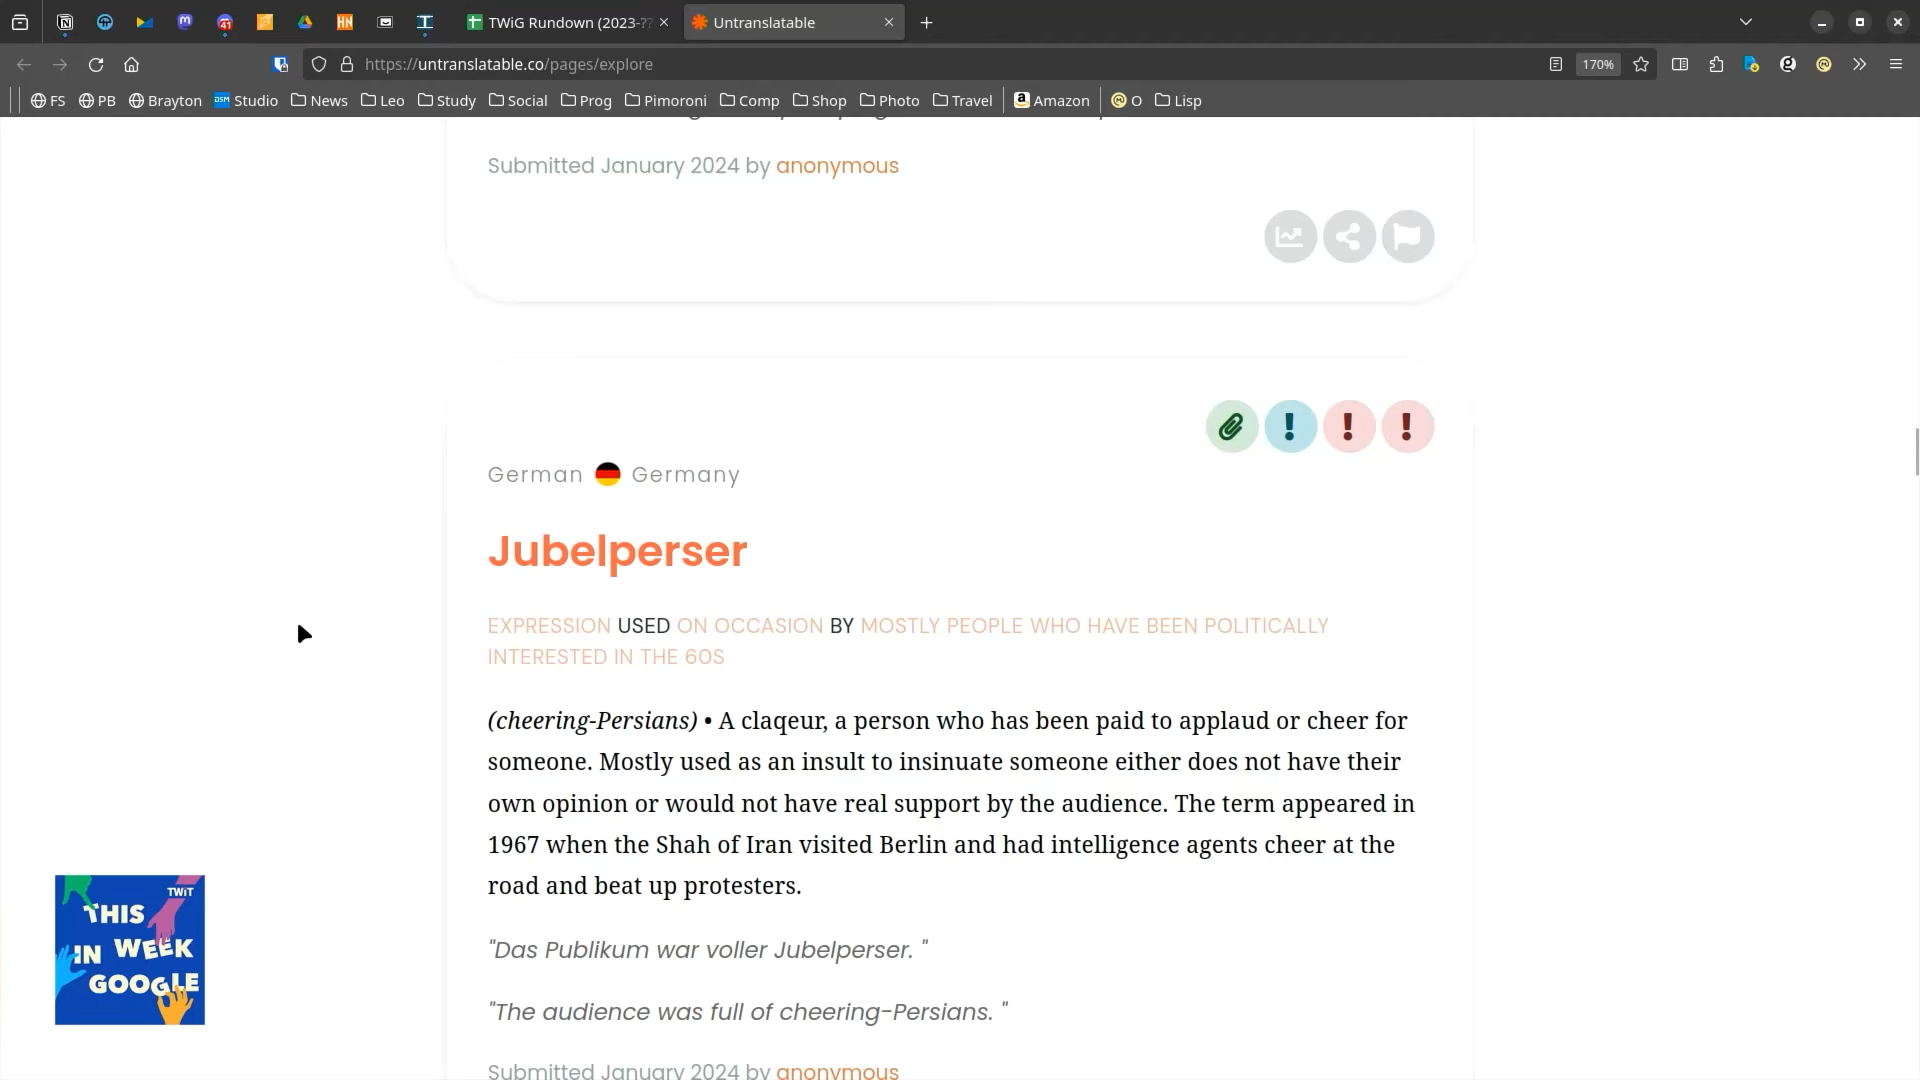 TWiG Rundown (2023-??
Untranslatable
https://untranslatable.co/pages/explore
170%
FS PB Brayton Studio News Leo Study Social Prog Pimoroni Comp Shop Photo Travel Amazon O Lisp
Submitted January 2024 by anonymous
German Germany
Jubelperser
EXPRESSION USED ON OCCASION BY MOSTLY PEOPLE WHO HAVE BEEN POLITICALLY
INTERESTED IN THE 60S
(cheering-Persians) • A claqeur, a person who has been paid to applaud or cheer for
someone. Mostly used as an insult to insinuate someone either does not have their
own opinion or would not have real support by the audience. The term appeared in
1967 when the Shah of Iran visited Berlin and had intelligence agents cheer at the
road and beat up protesters.
"Das Publikum war voller Jubelperser. "
"The audience was full of cheering-Persians. "
Submitted January 2024 by anonymous
TWiT
THIS
IN WEEK
GOOGLE